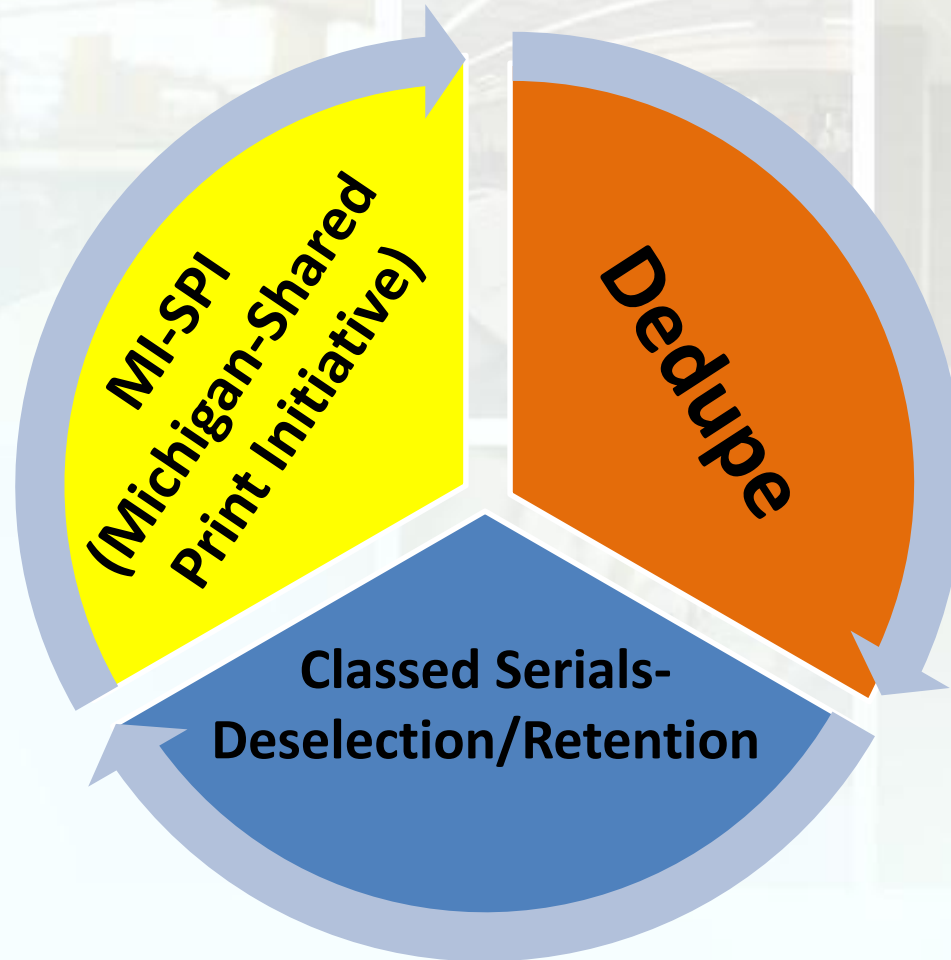 MI-SPI
(Michigan-Shared
Print Initiative)
Dedupe
Classed Serials-
Deselection/Retention